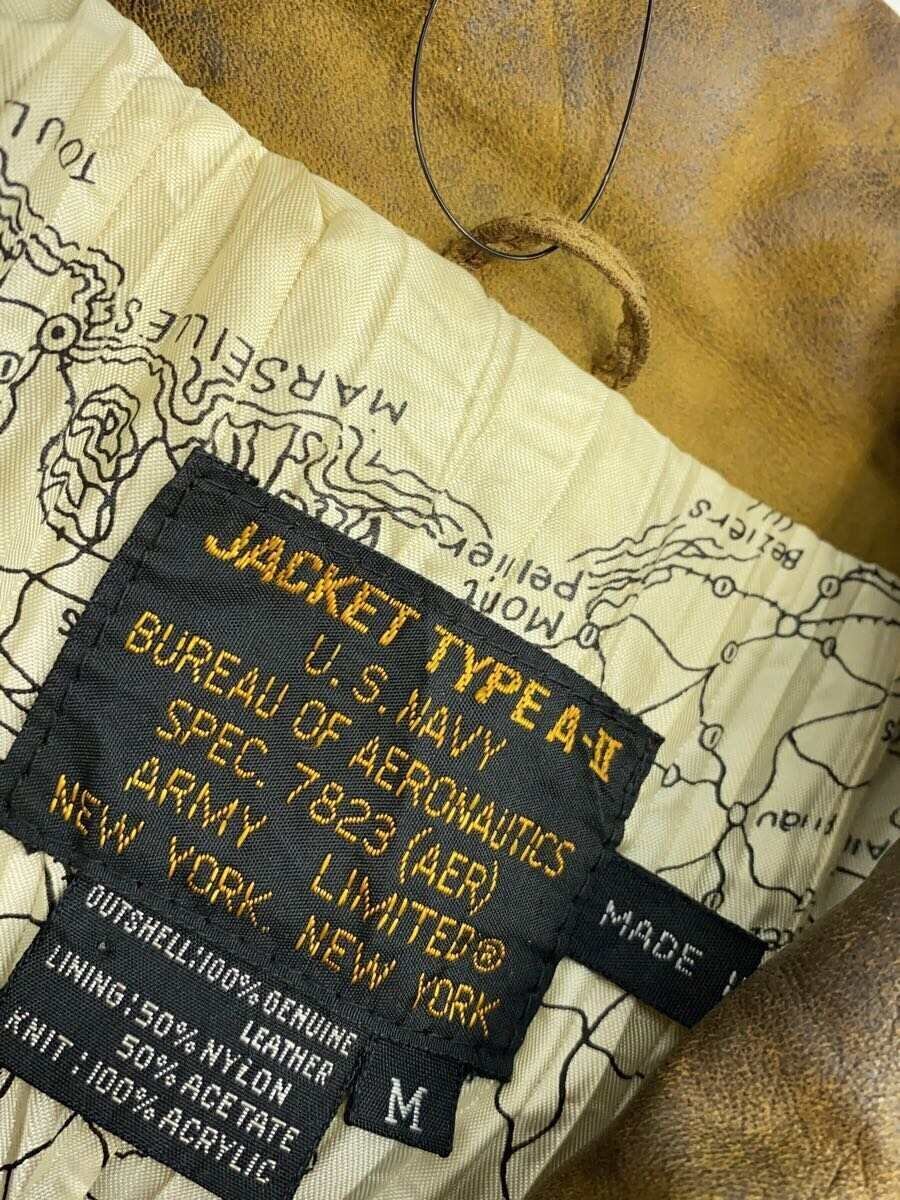 TOUL
MARSEILLES
Mont
pelliers
Beziers
JACKET TYPE A-II
U. S. NAVY
BUREAU OF AERONAUTICS
SPEC. 7823 (AER)
ARMY LIMITED®
NEW YORK. NEW YORK
MADE
OUTSHELL:100% GENUINE
LEATHER
LINING:50% NYLON
50% ACETATE
KNIT:100% ACRYLIC
M